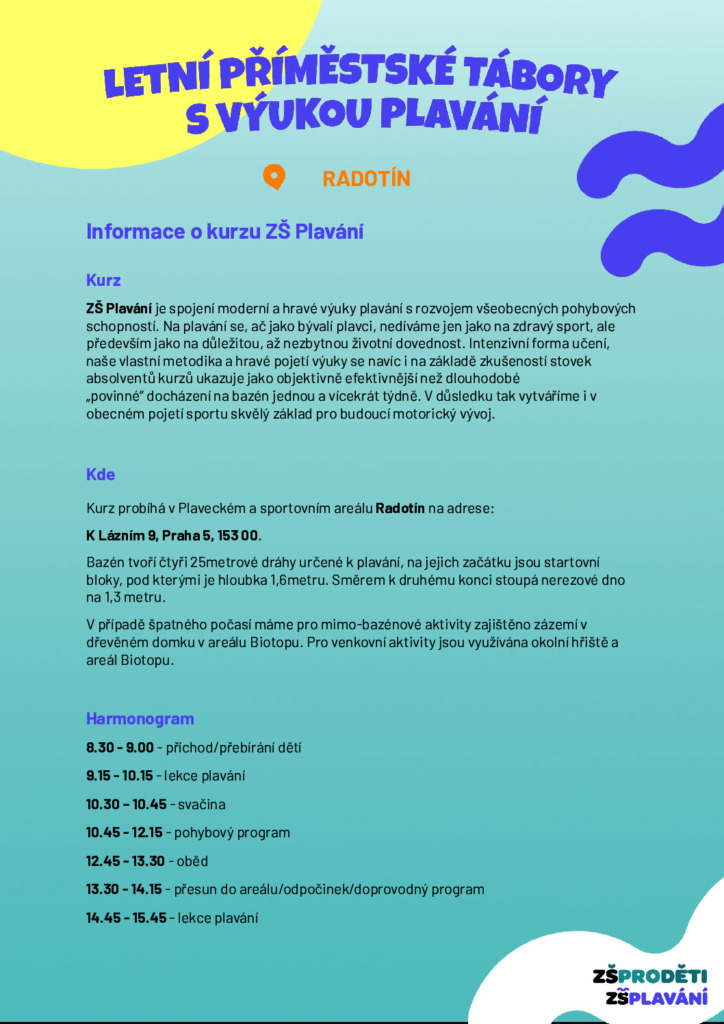 LETNÍ PŘÍMĚSTSKÉ TÁBORY
S VÝUKOU PLAVÁNÍ
RADOTÍN
Informace o kurzu ZŠ Plavání
Kurz
ZŠ Plavání je spojení moderní a hravé výuky plavání s rozvojem všeobecných pohybových
schopností. Na plavání se, ač jako bývalí plavci, nedíváme jen jako na zdravý sport, ale
především jako na důležitou, až nezbytnou životní dovednost. Intenzivní forma učení,
naše vlastní metodika a hravé pojetí výuky se navíc i na základě zkušeností stovek
absolventů kurzů ukazuje jako objektivně efektivnější než dlouhodobé
„povinné“ docházení na bazén jednou a vícekrát týdně. V důsledku tak vytváříme i v
obecném pojetí sportu skvělý základ pro budoucí motorický vývoj.
Kde
Kurz probíhá v Plaveckém a sportovním areálu Radotín na adrese:
K Lázním 9, Praha 5, 153 00.
Bazén tvoří čtyři 25metrové dráhy určené k plavání, na jejich začátku jsou startovní
bloky, pod kterými je hloubka 1,6metru. Směrem k druhému konci stoupá nerezové dno
na 1,3 metru.
V případě špatného počasí máme pro mimo-bazénové aktivity zajištěno zázemí v
dřevěném domku v areálu Biotopu. Pro venkovní aktivity jsou využívána okolní hřiště a
areál Biotopu.
Harmonogram
8.30 - 9.00 - příchod/přebírání dětí
9.15 - 10.15 - lekce plavání
10.30 – 10.45 - svačina
10.45 - 12.15 - pohybový program
12.45 - 13.30 - oběd
13.30 - 14.15 - přesun do areálu/odpočinek/doprovodný program
14.45 - 15.45 - lekce plavání
ZŠPRODĚTI
ZŠPLAVÁNÍ